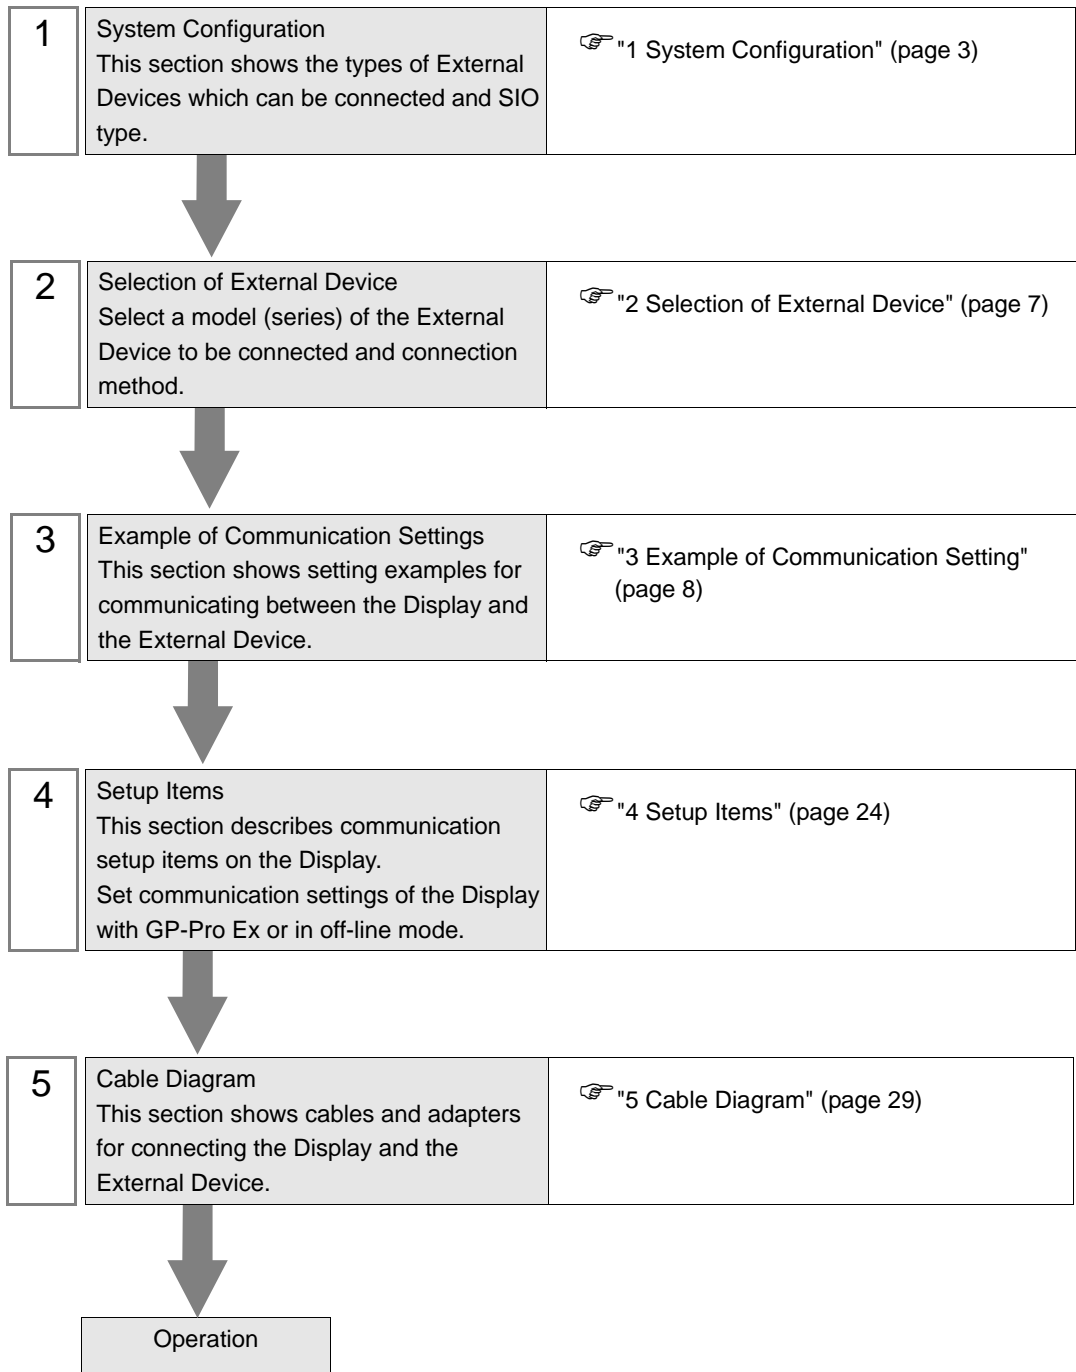 1
System Configuration
This section shows the types of External
Devices which can be connected and SIO
type.
"1 System Configuration" (page 3)
2
Selection of External Device
Select a model (series) of the External
Device to be connected and connection
method.
"2 Selection of External Device" (page 7)
3
Example of Communication Settings
This section shows setting examples for
communicating between the Display and
the External Device.
"3 Example of Communication Setting"
(page 8)
4
Setup Items
This section describes communication
setup items on the Display.
Set communication settings of the Display
with GP-Pro Ex or in off-line mode.
"4 Setup Items" (page 24)
5
Cable Diagram
This section shows cables and adapters
for connecting the Display and the
External Device.
"5 Cable Diagram" (page 29)
Operation